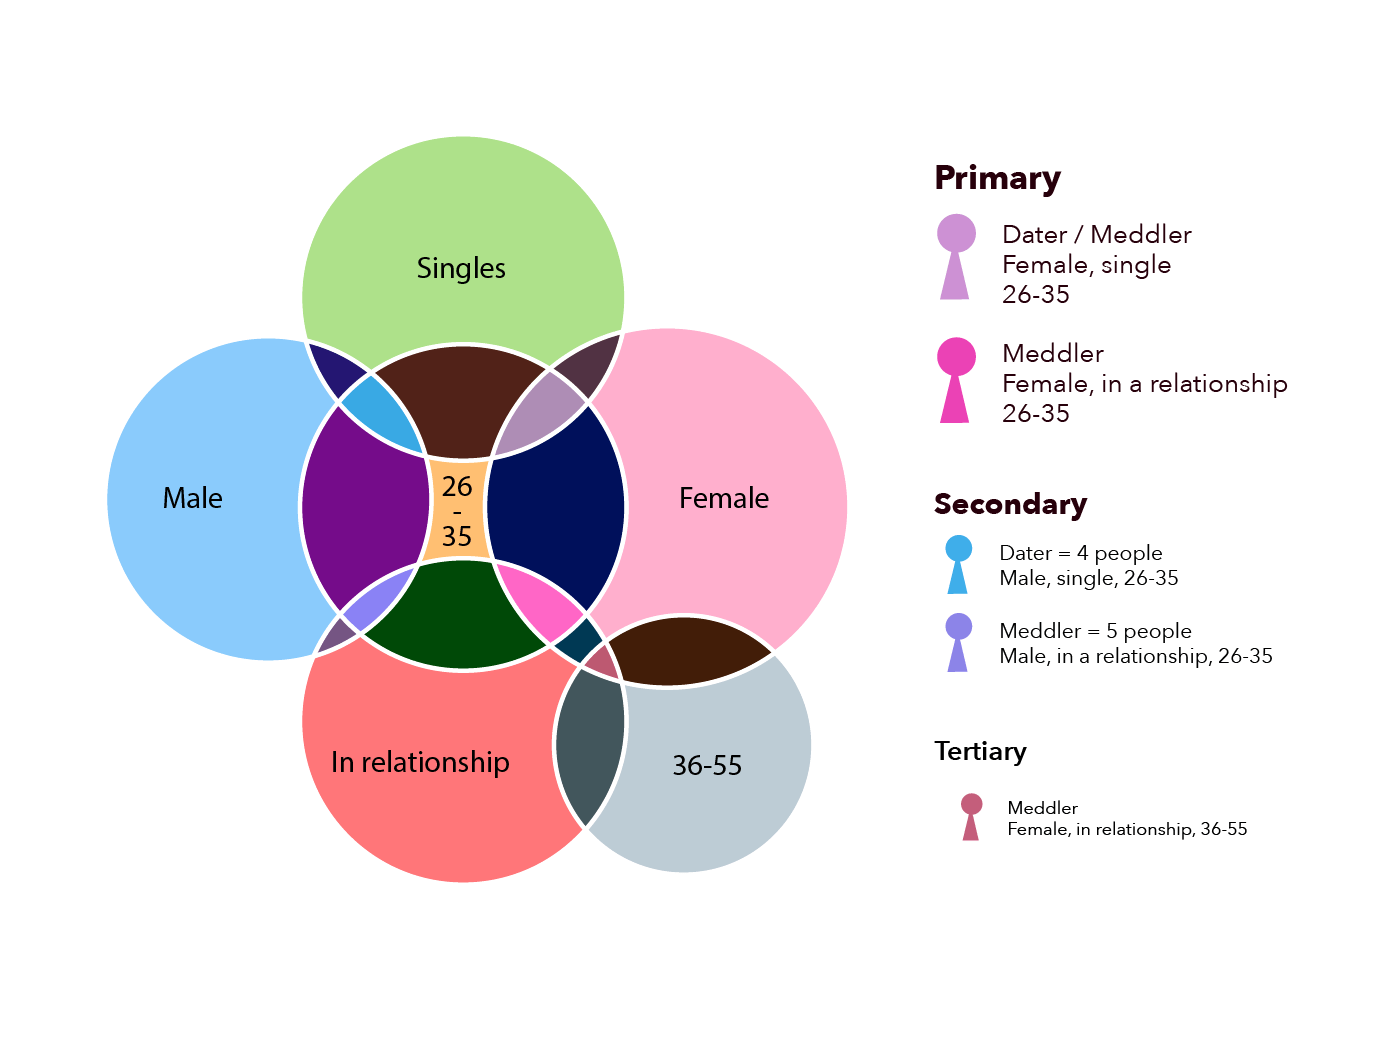 Singles
Male
26
-
35
Female
In relationship
36-55
Primary
Dater / Meddler
Female, single
26-35
Meddler
Female, in a relationship
26-35
Secondary
Dater = 4 people
Male, single, 26-35
Meddler = 5 people
Male, in a relationship, 26-35
Tertiary
Meddler
Female, in relationship, 36-55